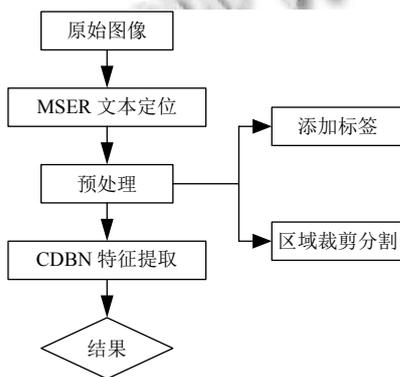 原始图像
MSER 文本定位
添加标签
预处理
区域裁剪分割
CDBN 特征提取
结果